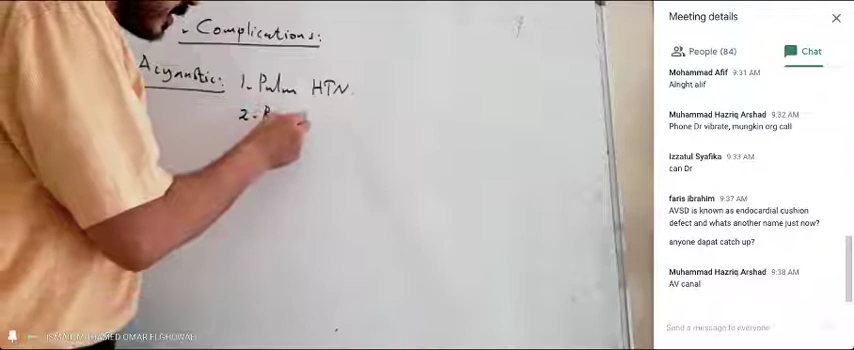 - Complications:
Acyanotic: 1- Pulm HTN.
2-
ISMAIL MOHAMED OMAR ELGHUWAEL
Meeting details
People (84)
Chat
Mohammad Afif 9:31 AM
Alright alif
Muhammad Hazriq Arshad 9:32 AM
Phone Dr vibrate, mungkin org call
Izzatul Syafika 9:33 AM
can Dr
faris ibrahim 9:37 AM
AVSD is known as endocardial cushion
defect and whats another name just now?
anyone dapat catch up?
Muhammad Hazriq Arshad 9:38 AM
AV canal
Send a message to everyone